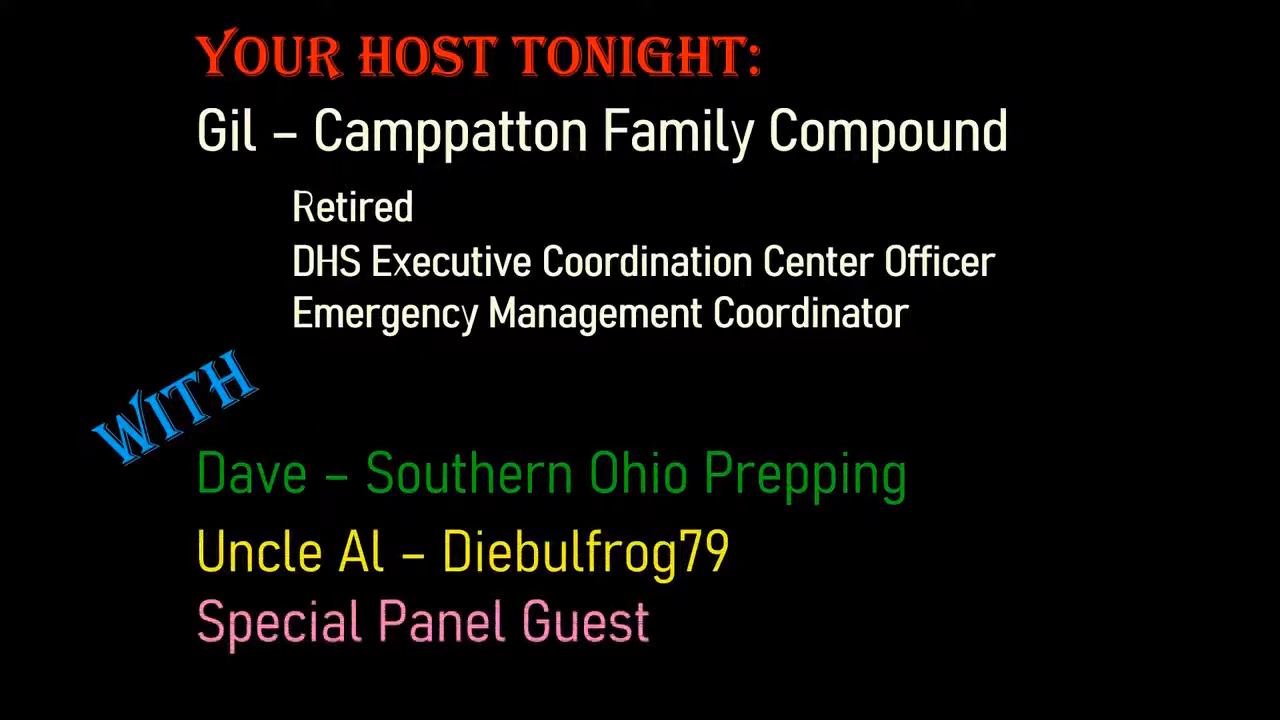 YOUR HOST TONIGHT:
Gil – Camppatton Family Compound
Retired
DHS Executive Coordination Center Officer
Emergency Management Coordinator
WITH
Dave – Southern Ohio Prepping
Uncle Al – Diebulfrog79
Special Panel Guest